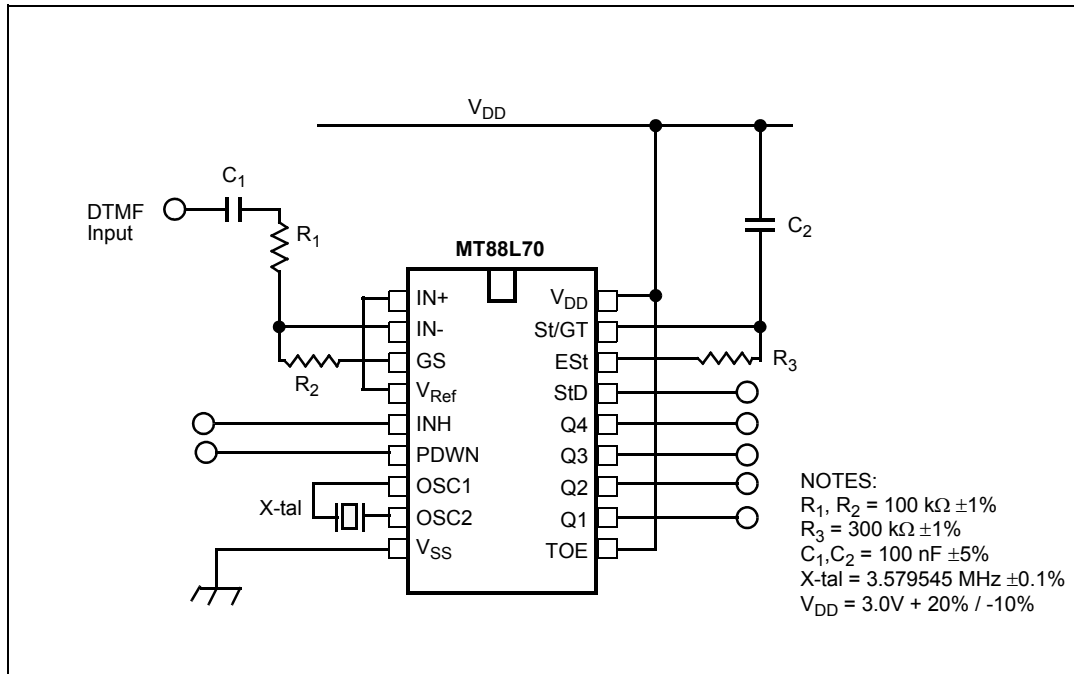 V_DD
C_1
DTMF
Input
R_1
C_2
MT88L70
IN+
V_DD
IN-
St/GT
GS
ESt
R_2
R_3
V_Ref
StD
INH
Q4
PDWN
Q3
OSC1
Q2
X-tal
OSC2
Q1
V_SS
TOE
NOTES:
R_1, R_2 = 100 kΩ ±1%
R_3 = 300 kΩ ±1%
C_1,C_2 = 100 nF ±5%
X-tal = 3.579545 MHz ±0.1%
V_DD = 3.0V + 20% / -10%